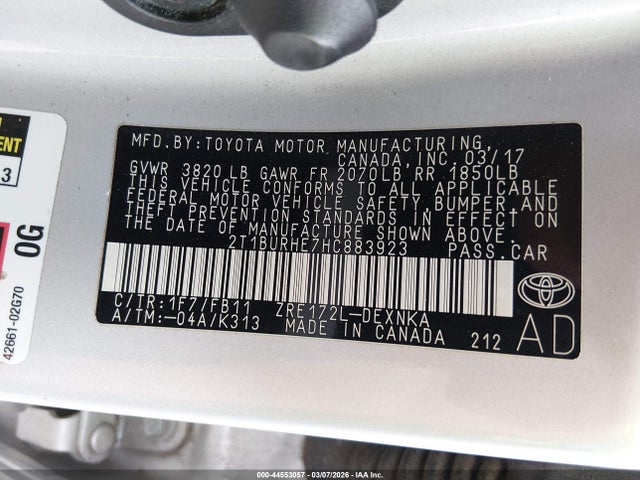 MFD.BY:TOYOTA MOTOR MANUFACTURING,
CANADA,INC.03/17
GVWR 3820LB GAWR FR 2070LB RR 1850LB
THIS VEHICLE CONFORMS TO ALL APPLICABLE
FEDERAL MOTOR VEHICLE SAFETY, BUMPER AND
THEFT PREVENTION STANDARDS IN EFFECT ON
THE DATE OF MANUFACTURE SHOWN ABOVE.
2T1BURHE7HC883923 PASS.CAR
C/TR:1F7/FB11 ZRE172L-DEXNKA
A/TM:-04A/K313 MADE IN CANADA 212
AD
3
0G
42661-02G70
000-44553057 | 03/07/2026 | IAA Inc.